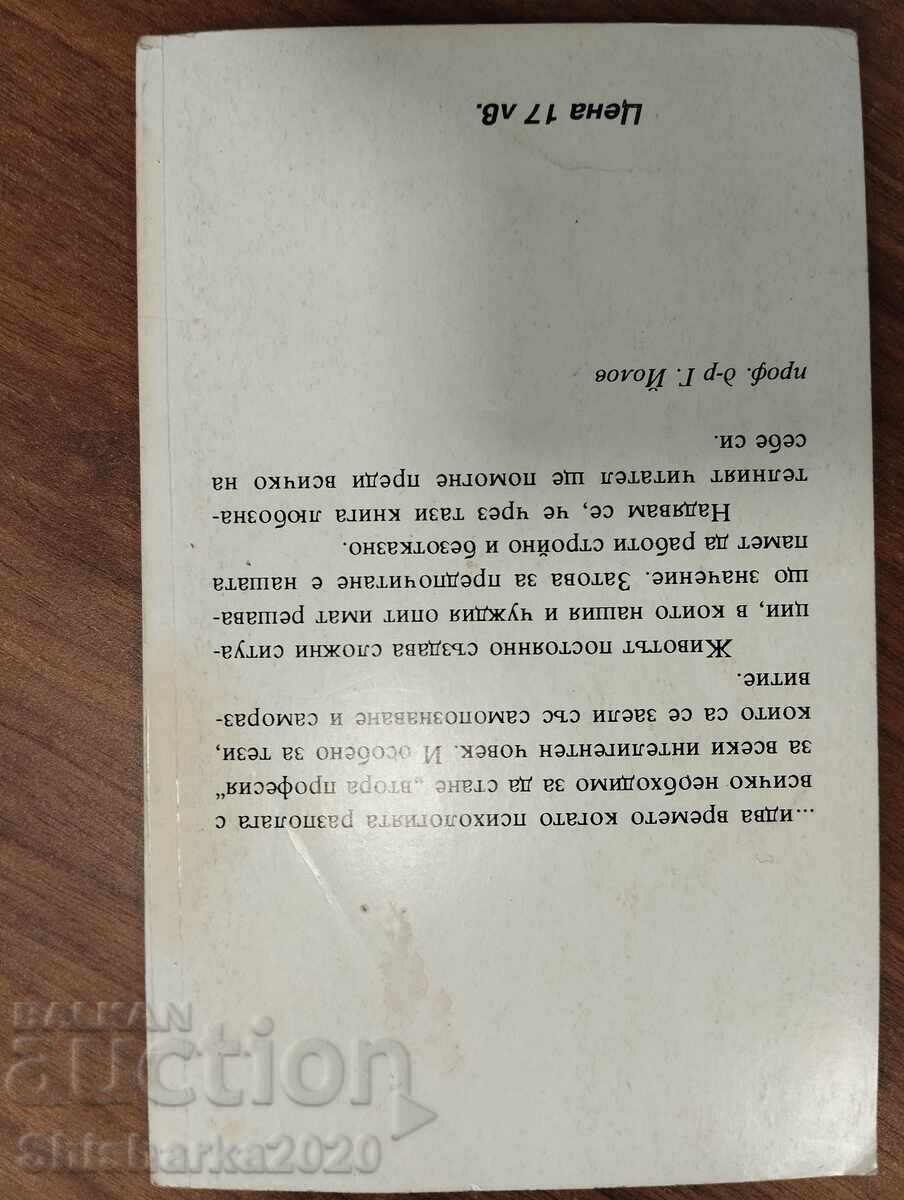 ...идва времето когато психологията разполага с
всичко необходимо за да стане „втора професия“
за всеки интелигентен човек. И особено за тези,
които са се заели със самопознаване и самораз-
витие.
Животът постоянно създава сложни ситуа-
ции, в които нашия и чуждия опит имат решава-
що значение. Затова за предпочитане е нашата
памет да работи стройно и безотказно.
Надявам се, че чрез тази книга любозна-
телният читател ще помогне преди всичко на
себе си.
проф. д-р Г. Йолов
Цена 17 лв.
BALKAN
auction
Shisharka2020